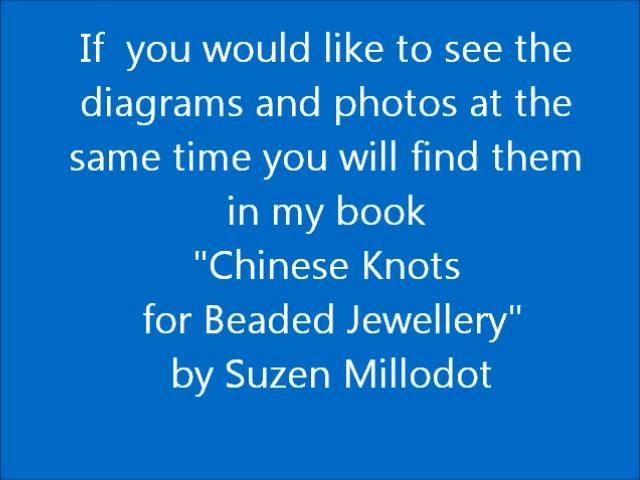 If  you would like to see the
diagrams and photos at the
same time you will find them
in my book
"Chinese Knots
for Beaded Jewellery"
by Suzen Millodot